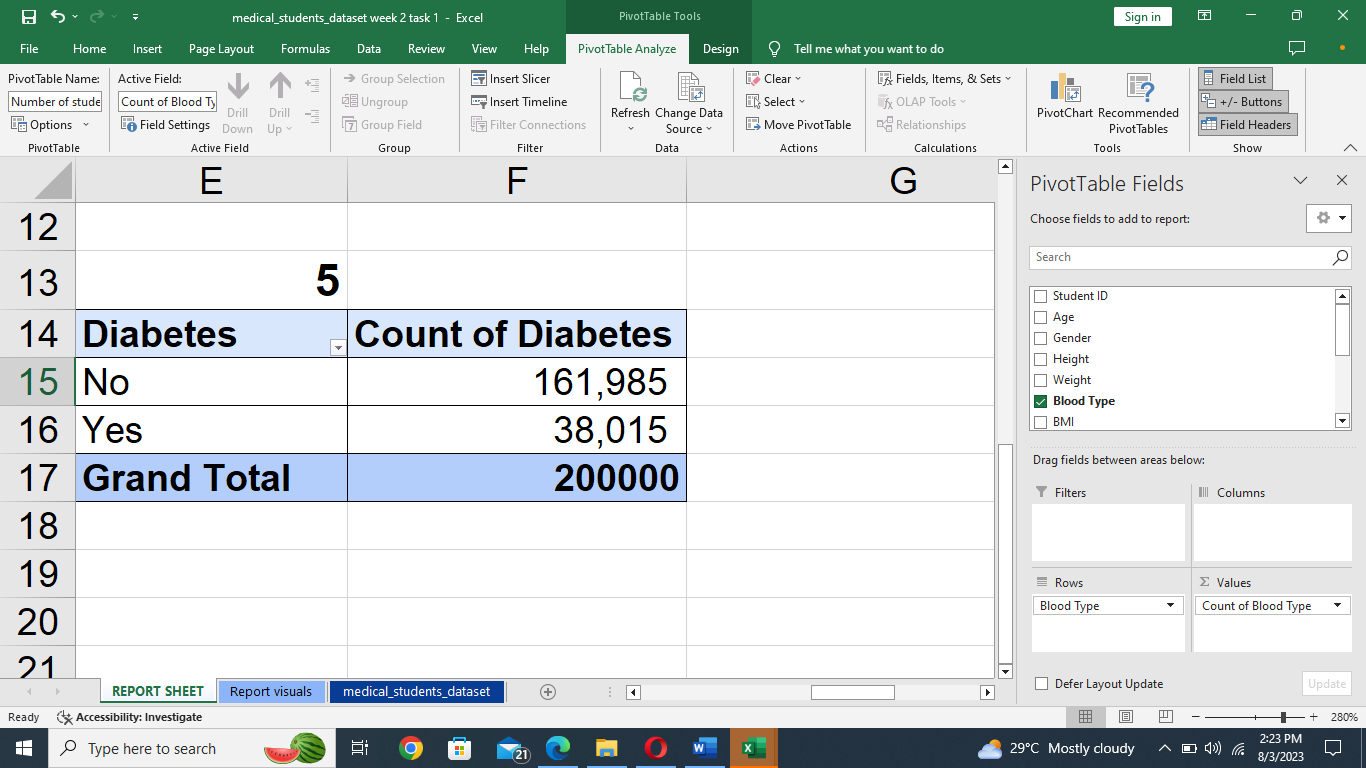 medical_students_dataset week 2 task 1 - Excel
PivotTable Tools
Sign in
File Home Insert Page Layout Formulas Data Review View Help PivotTable Analyze Design Tell me what you want to do
PivotTable Name:
Number of stude
Options
PivotTable
Active Field:
Count of Blood Ty
Field Settings
Drill Down
Drill Up
Active Field
Group Selection
Ungroup
Group Field
Group
Insert Slicer
Insert Timeline
Filter Connections
Filter
Refresh
Change Data Source
Data
Clear
Select
Move PivotTable
Actions
Fields, Items, & Sets
OLAP Tools
Relationships
Calculations
PivotChart
Recommended PivotTables
Tools
Field List
+/- Buttons
Field Headers
Show
E F G
12
13 5
14 Diabetes Count of Diabetes
15 No 161,985
16 Yes 38,015
17 Grand Total 200000
18
19
20
21
PivotTable Fields
Choose fields to add to report:
Search
Student ID
Age
Gender
Height
Weight
Blood Type
BMI
Drag fields between areas below:
Filters Columns
Rows Σ Values
Blood Type Count of Blood Type
Defer Layout Update Update
REPORT SHEET Report visuals medical_students_dataset
Ready Accessibility: Investigate 280%
Type here to search
21
29°C Mostly cloudy
2:23 PM
8/3/2023